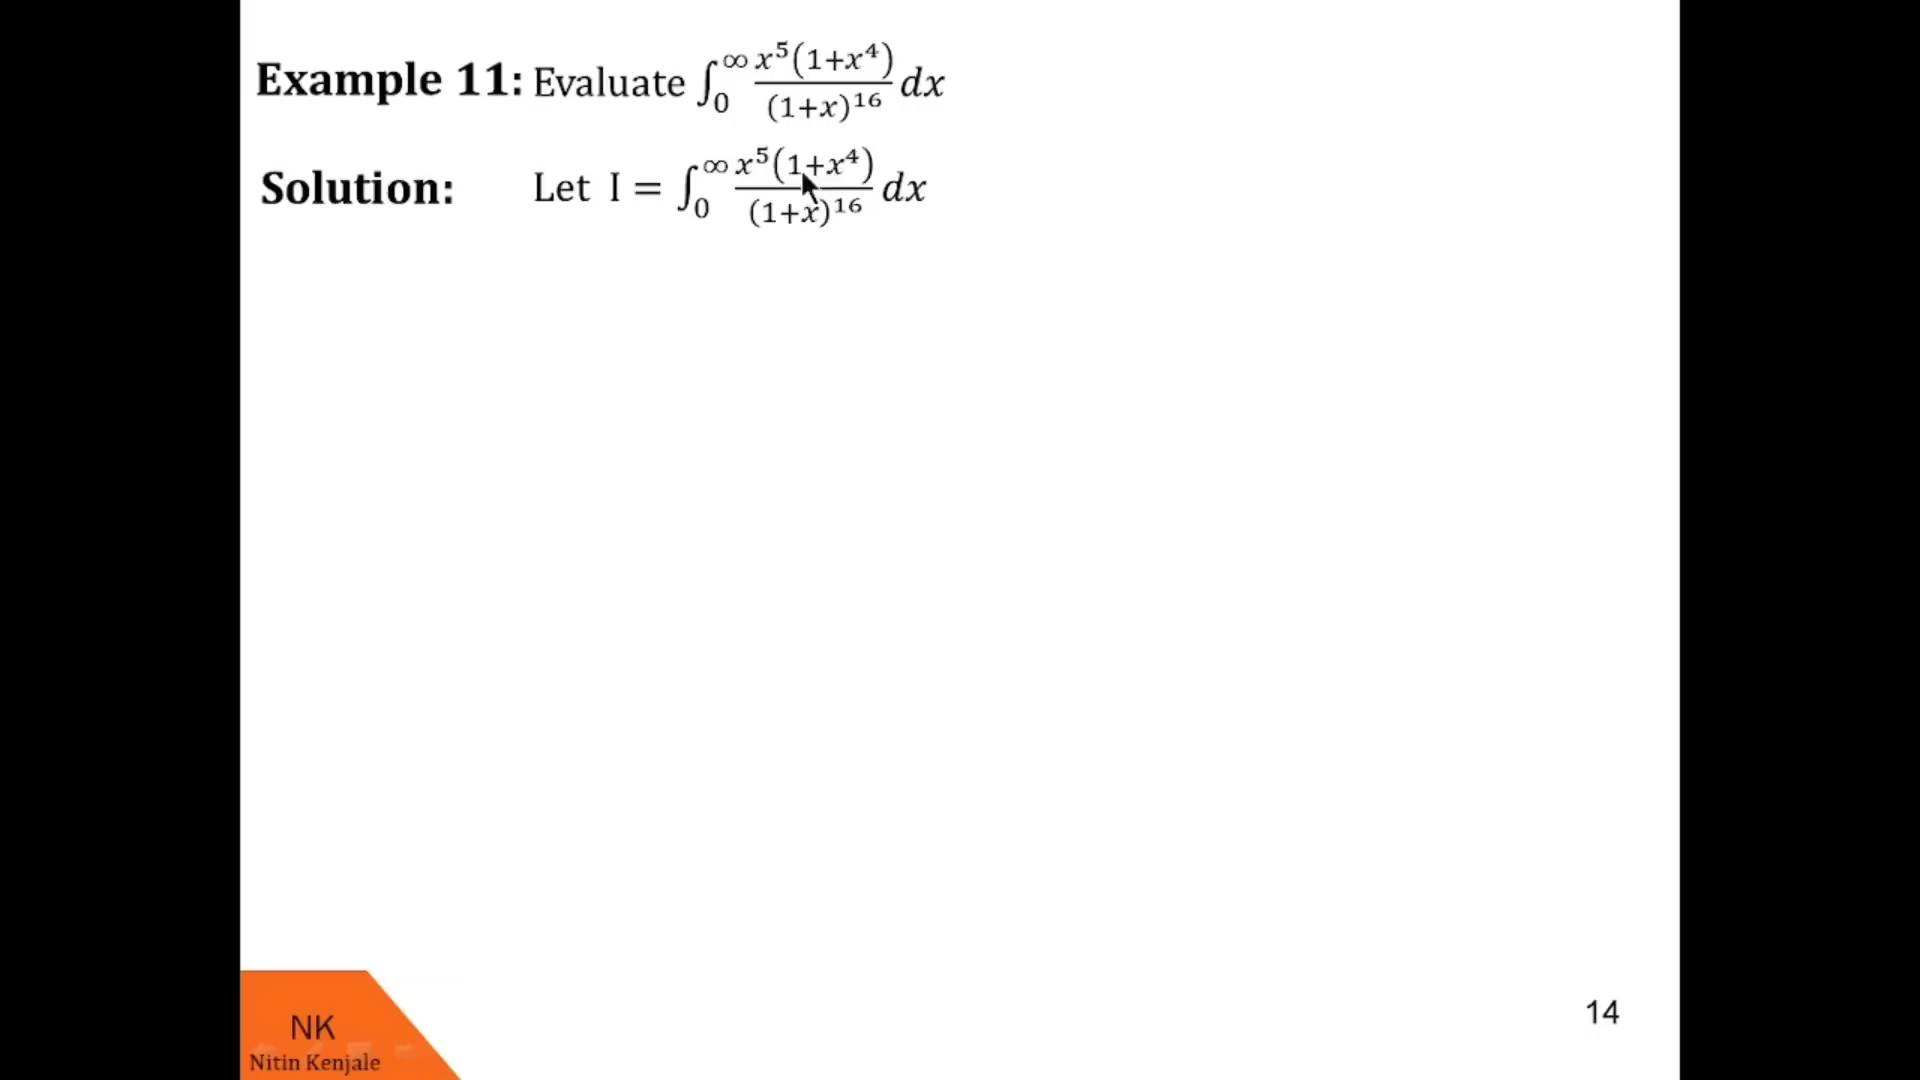 Example 11: Evaluate ∫₀^∞ x⁵(1+x⁴)/(1+x)¹⁶ dx
Solution: Let I = ∫₀^∞ x⁵(1+x⁴)/(1+x)¹⁶ dx
NK
Nitin Kenjale
14